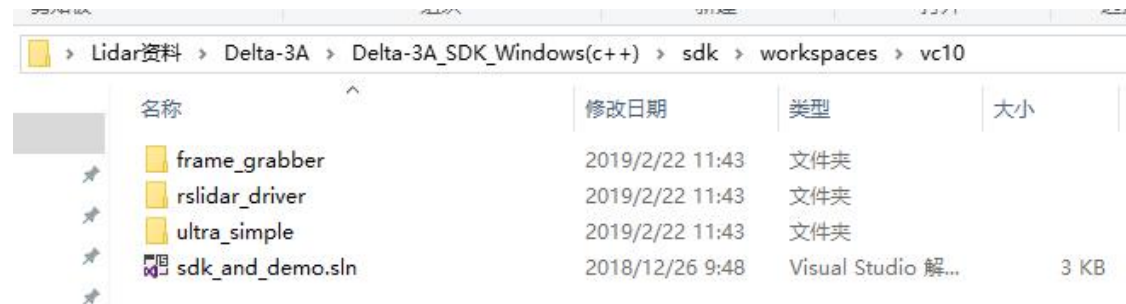 Lidar资料 > Delta-3A > Delta-3A_SDK_Windows(c++) > sdk > workspaces > vc10
名称 修改日期 类型 大小
frame_grabber 2019/2/22 11:43 文件夹
rslidar_driver 2019/2/22 11:43 文件夹
ultra_simple 2019/2/22 11:43 文件夹
sdk_and_demo.sln 2018/12/26 9:48 Visual Studio 解... 3 KB